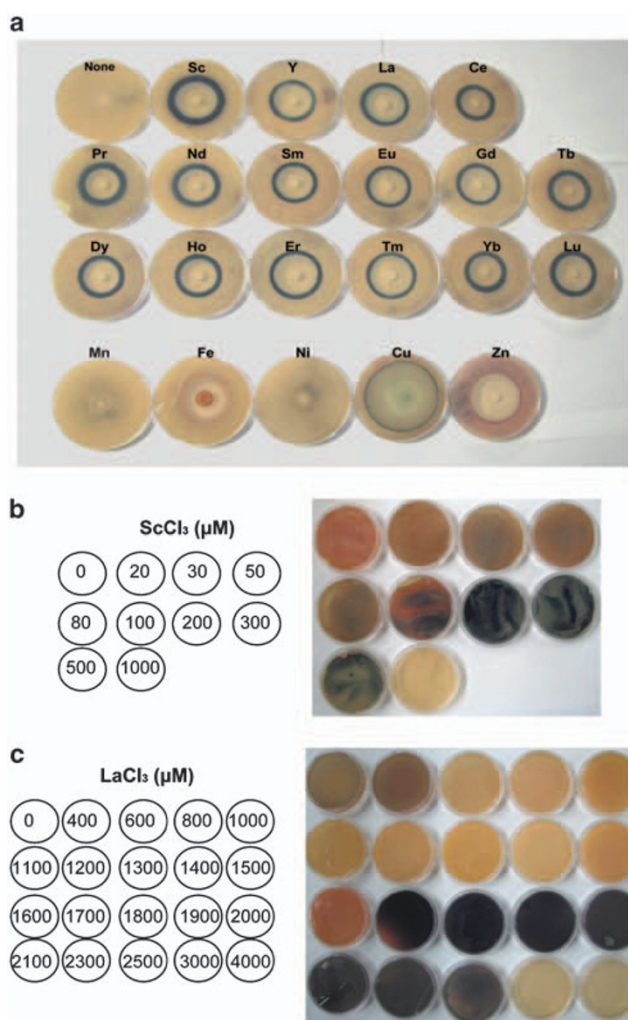 a
None Sc Y La Ce
Pr Nd Sm Eu Gd Tb
Dy Ho Er Tm Yb Lu
Mn Fe Ni Cu Zn
b
ScCl₃ (µM)
0 20 30 50
80 100 200 300
500 1000
c
LaCl₃ (µM)
0 400 600 800 1000
1100 1200 1300 1400 1500
1600 1700 1800 1900 2000
2100 2300 2500 3000 4000